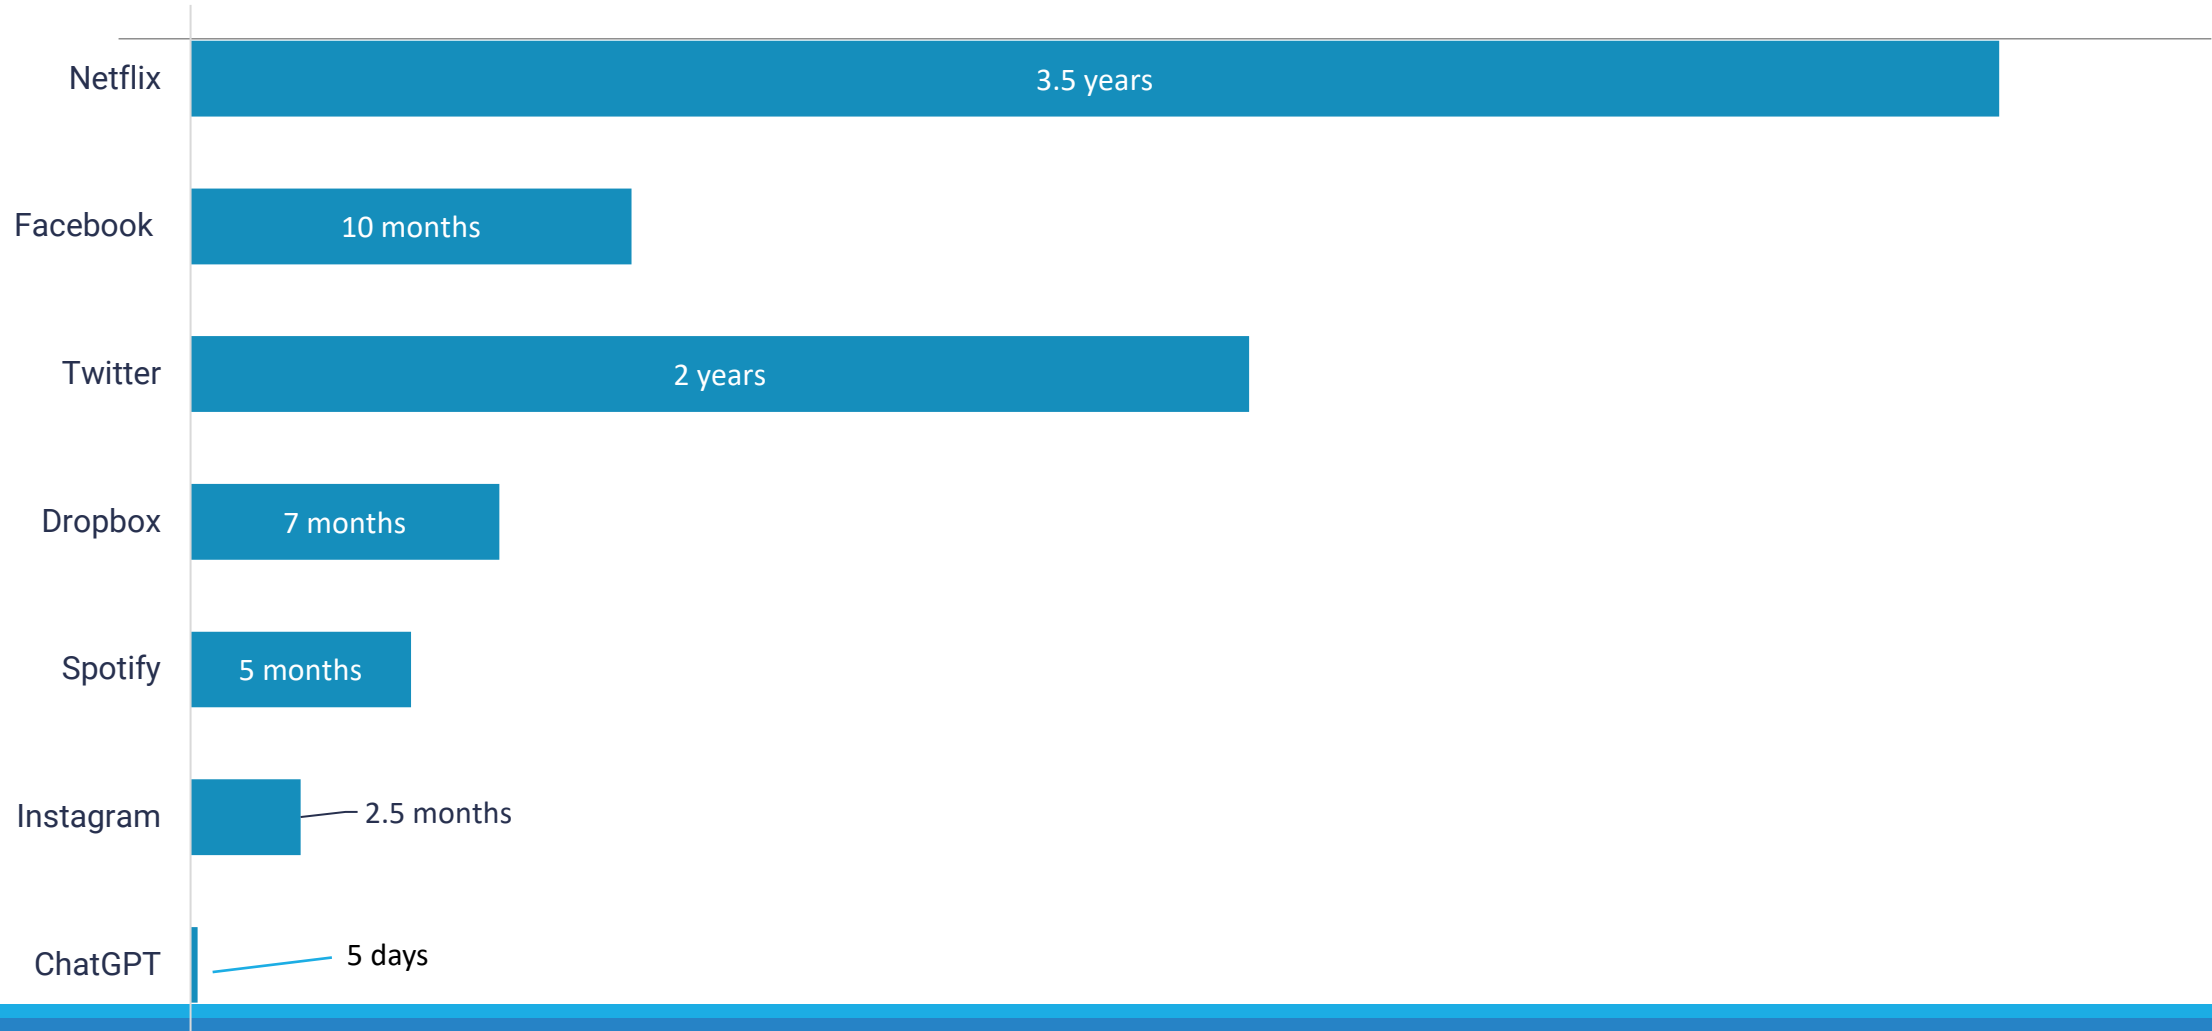 Netflix 3.5 years
Facebook 10 months
Twitter 2 years
Dropbox 7 months
Spotify 5 months
Instagram 2.5 months
ChatGPT 5 days